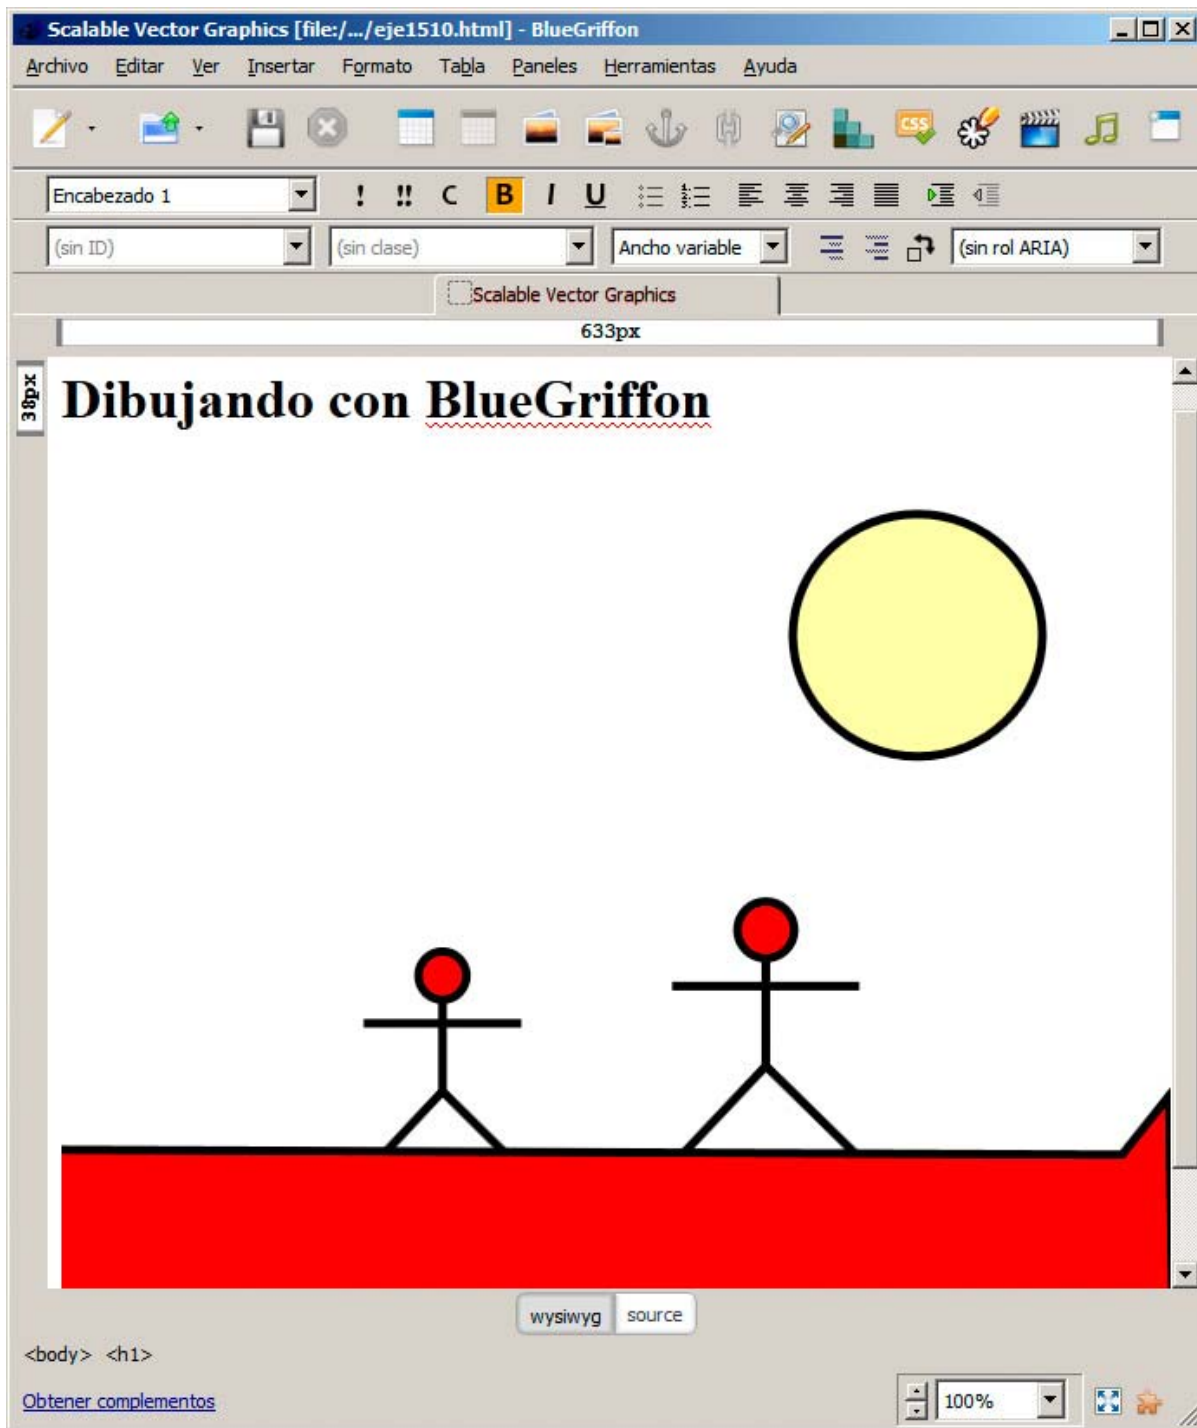 Scalable Vector Graphics [file:/.../eje1510.html] - BlueGriffon
Archivo Editar Ver Insertar Formato Tabla Paneles Herramientas Ayuda
CSS
Encabezado 1 ! !! C B I U
(sin ID) (sin clase) Ancho variable (sin rol ARIA)
Scalable Vector Graphics
633px
38px
Dibujando con BlueGriffon
wysiwyg source
<body> <h1>
Obtener complementos 100%